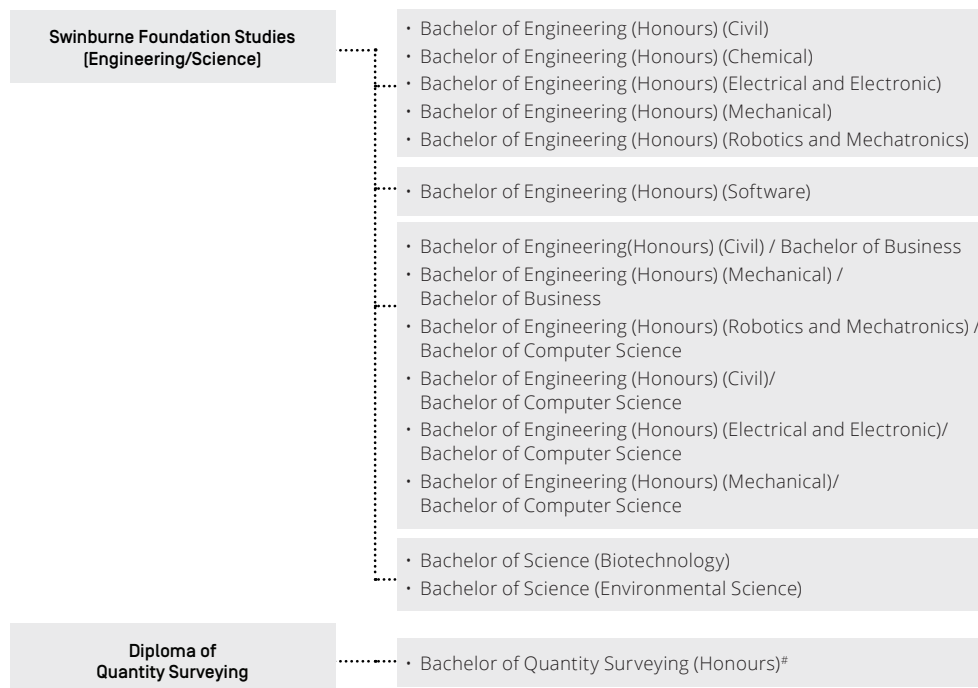 Swinburne Foundation Studies
(Engineering/Science)
• Bachelor of Engineering (Honours) (Civil)
• Bachelor of Engineering (Honours) (Chemical)
• Bachelor of Engineering (Honours) (Electrical and Electronic)
• Bachelor of Engineering (Honours) (Mechanical)
• Bachelor of Engineering (Honours) (Robotics and Mechatronics)
• Bachelor of Engineering (Honours) (Software)
• Bachelor of Engineering(Honours) (Civil) / Bachelor of Business
• Bachelor of Engineering (Honours) (Mechanical) /
Bachelor of Business
• Bachelor of Engineering (Honours) (Robotics and Mechatronics) /
Bachelor of Computer Science
• Bachelor of Engineering (Honours) (Civil)/
Bachelor of Computer Science
• Bachelor of Engineering (Honours) (Electrical and Electronic)/
Bachelor of Computer Science
• Bachelor of Engineering (Honours) (Mechanical)/
Bachelor of Computer Science
• Bachelor of Science (Biotechnology)
• Bachelor of Science (Environmental Science)
Diploma of
Quantity Surveying
• Bachelor of Quantity Surveying (Honours)#